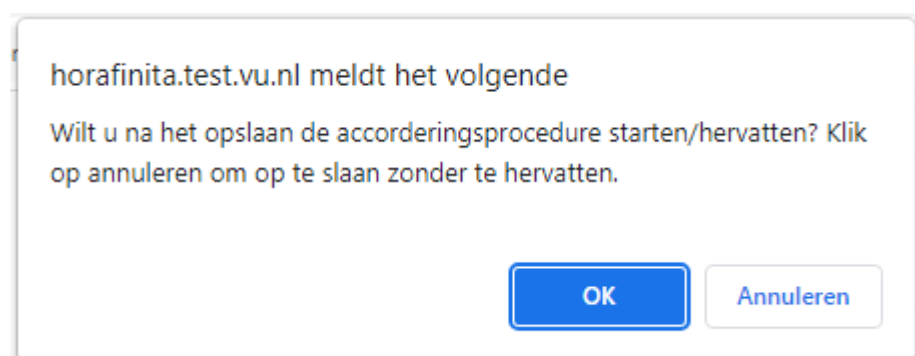 horafinita.test.vu.nl meldt het volgende
Wilt u na het opslaan de accorderingsprocedure starten/hervatten? Klik
op annuleren om op te slaan zonder te hervatten.
OK
Annuleren